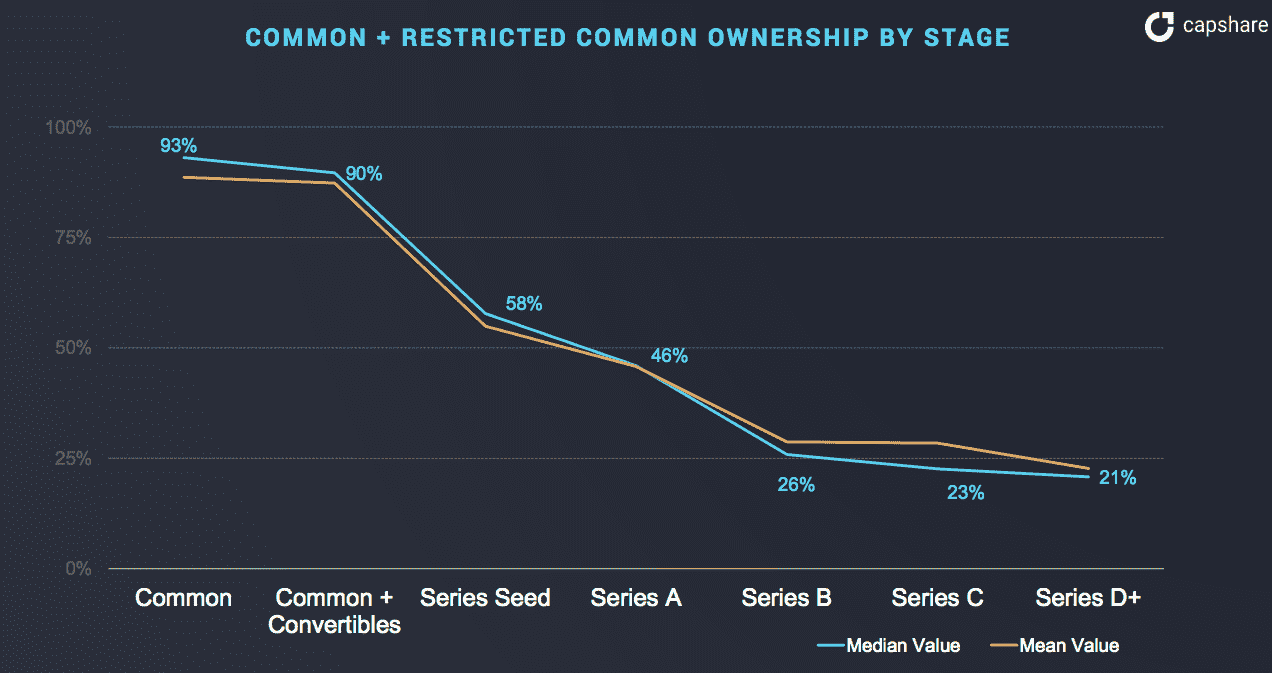 COMMON + RESTRICTED COMMON OWNERSHIP BY STAGE
capshare
100%
75%
50%
25%
0%
93%
90%
58%
46%
26%
23%
21%
Common
Common +
Convertibles
Series Seed
Series A
Series B
Series C
Series D+
Median Value
Mean Value